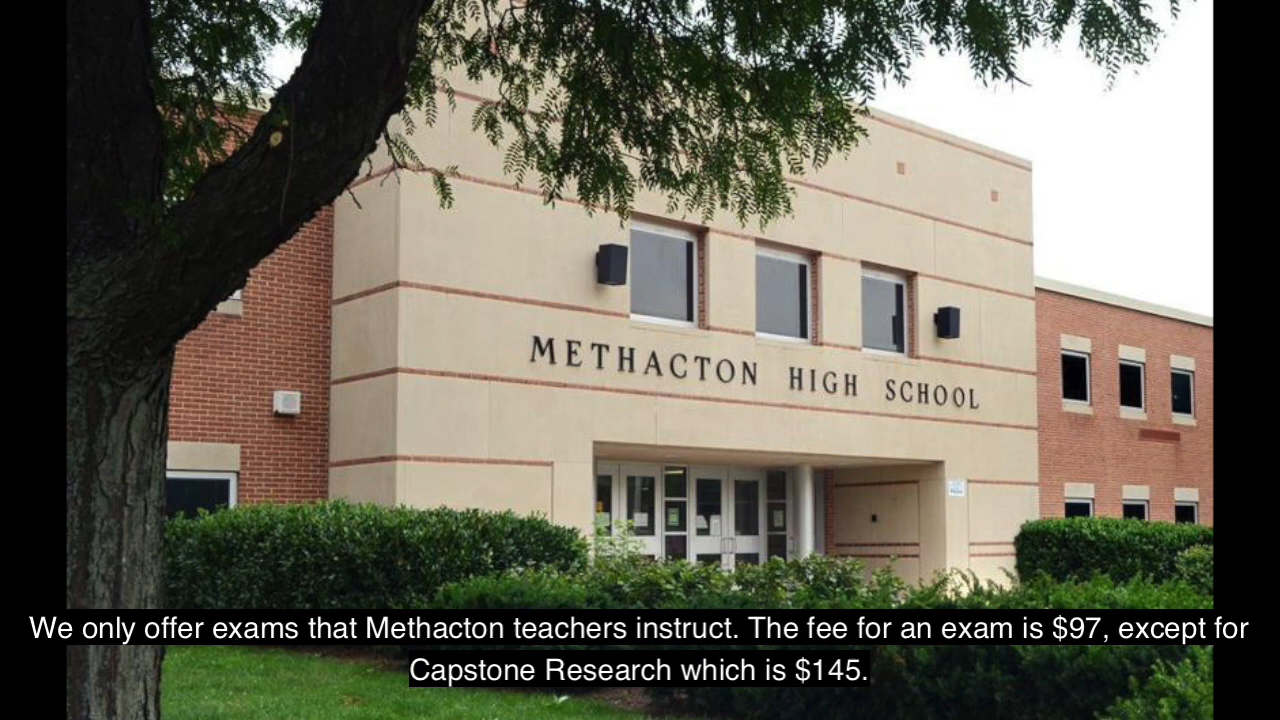 METHACTON HIGH SCHOOL
We only offer exams that Methacton teachers instruct. The fee for an exam is $97, except for
Capstone Research which is $145.